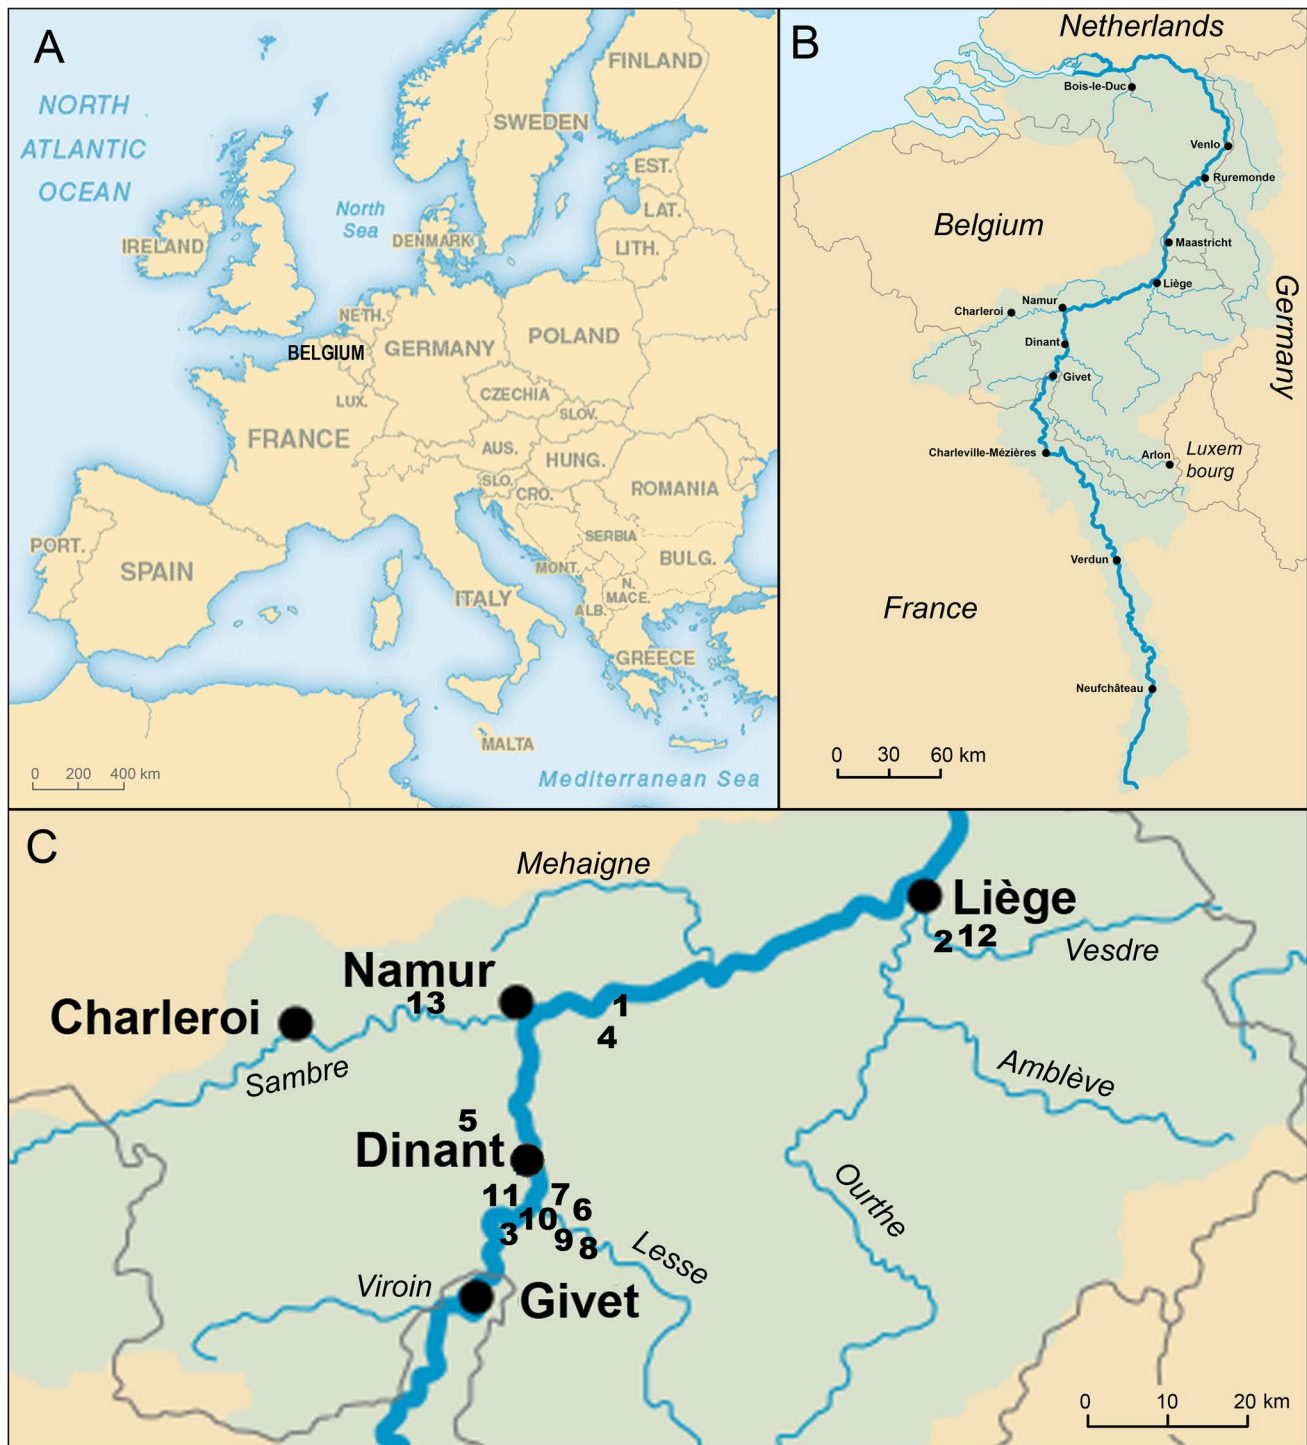 A
NORTH
ATLANTIC
OCEAN
FINLAND
SWEDEN
EST.
LAT.
LITH.
North
Sea
DENMARK
IRELAND
NETH.
BELGIUM
GERMANY
POLAND
LUX.
CZECHIA
SLOV.
FRANCE
AUS.
HUNG.
SLO.
CRO.
ROMANIA
SERBIA
BULG.
MONT.
N.
MACE.
ALB.
PORT.
SPAIN
ITALY
GREECE
MALTA
Mediterranean Sea
0 200 400 km
B
Netherlands
Bois-le-Duc
Venlo
Ruremonde
Belgium
Maastricht
Liège
Germany
Namur
Charleroi
Dinant
Givet
Charleville-Mézières
Arlon
Luxem
bourg
Verdun
France
Neufchâteau
0 30 60 km
C
Mehaigne
Liège
2 12
Vesdre
Namur
13
1
4
Charleroi
Sambre
Amblève
5
Dinant
11 7 6
10
3 9 8
Lesse
Ourthe
Viroin
Givet
0 10 20 km